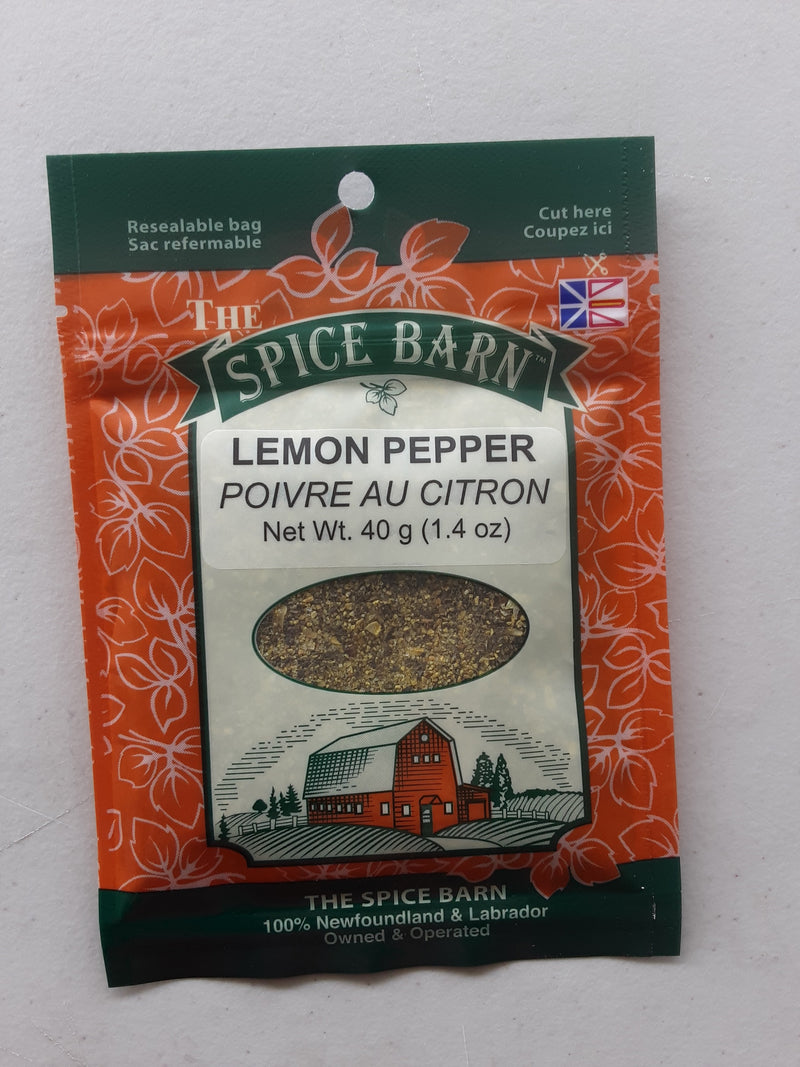 Resealable bag
Sac refermable
Cut here
Coupez ici
THE
SPICE BARN™
LEMON PEPPER
POIVRE AU CITRON
Net Wt. 40 g (1.4 oz)
THE SPICE BARN
100% Newfoundland & Labrador
Owned & Operated